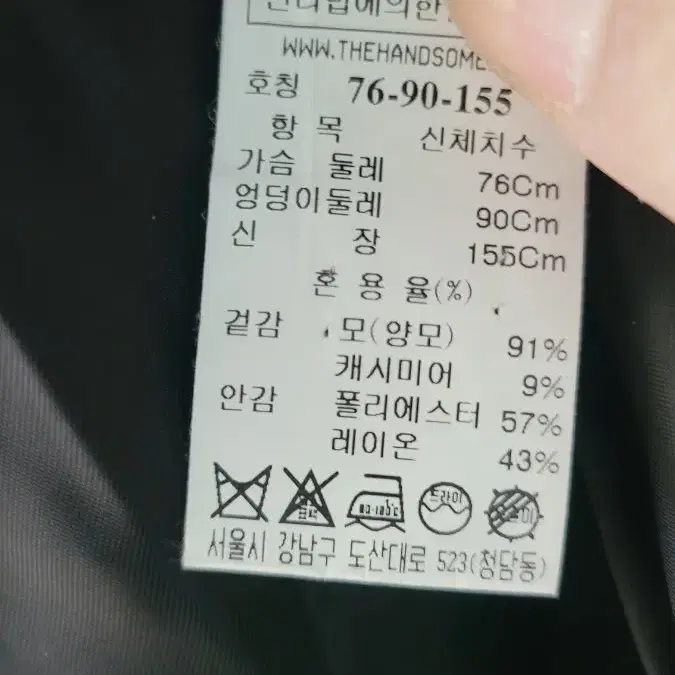 WWW.THEHANDSOME.
호칭 76-90-155
항 목 신체치수
가슴 둘레 76Cm
엉덩이둘레 90Cm
신 장 155Cm
혼 용 율(%)
겉감 모(양모) 91%
캐시미어 9%
안감 폴리에스터 57%
레이온 43%
표백 드라이
서울시 강남구 도산대로 523(청담동)